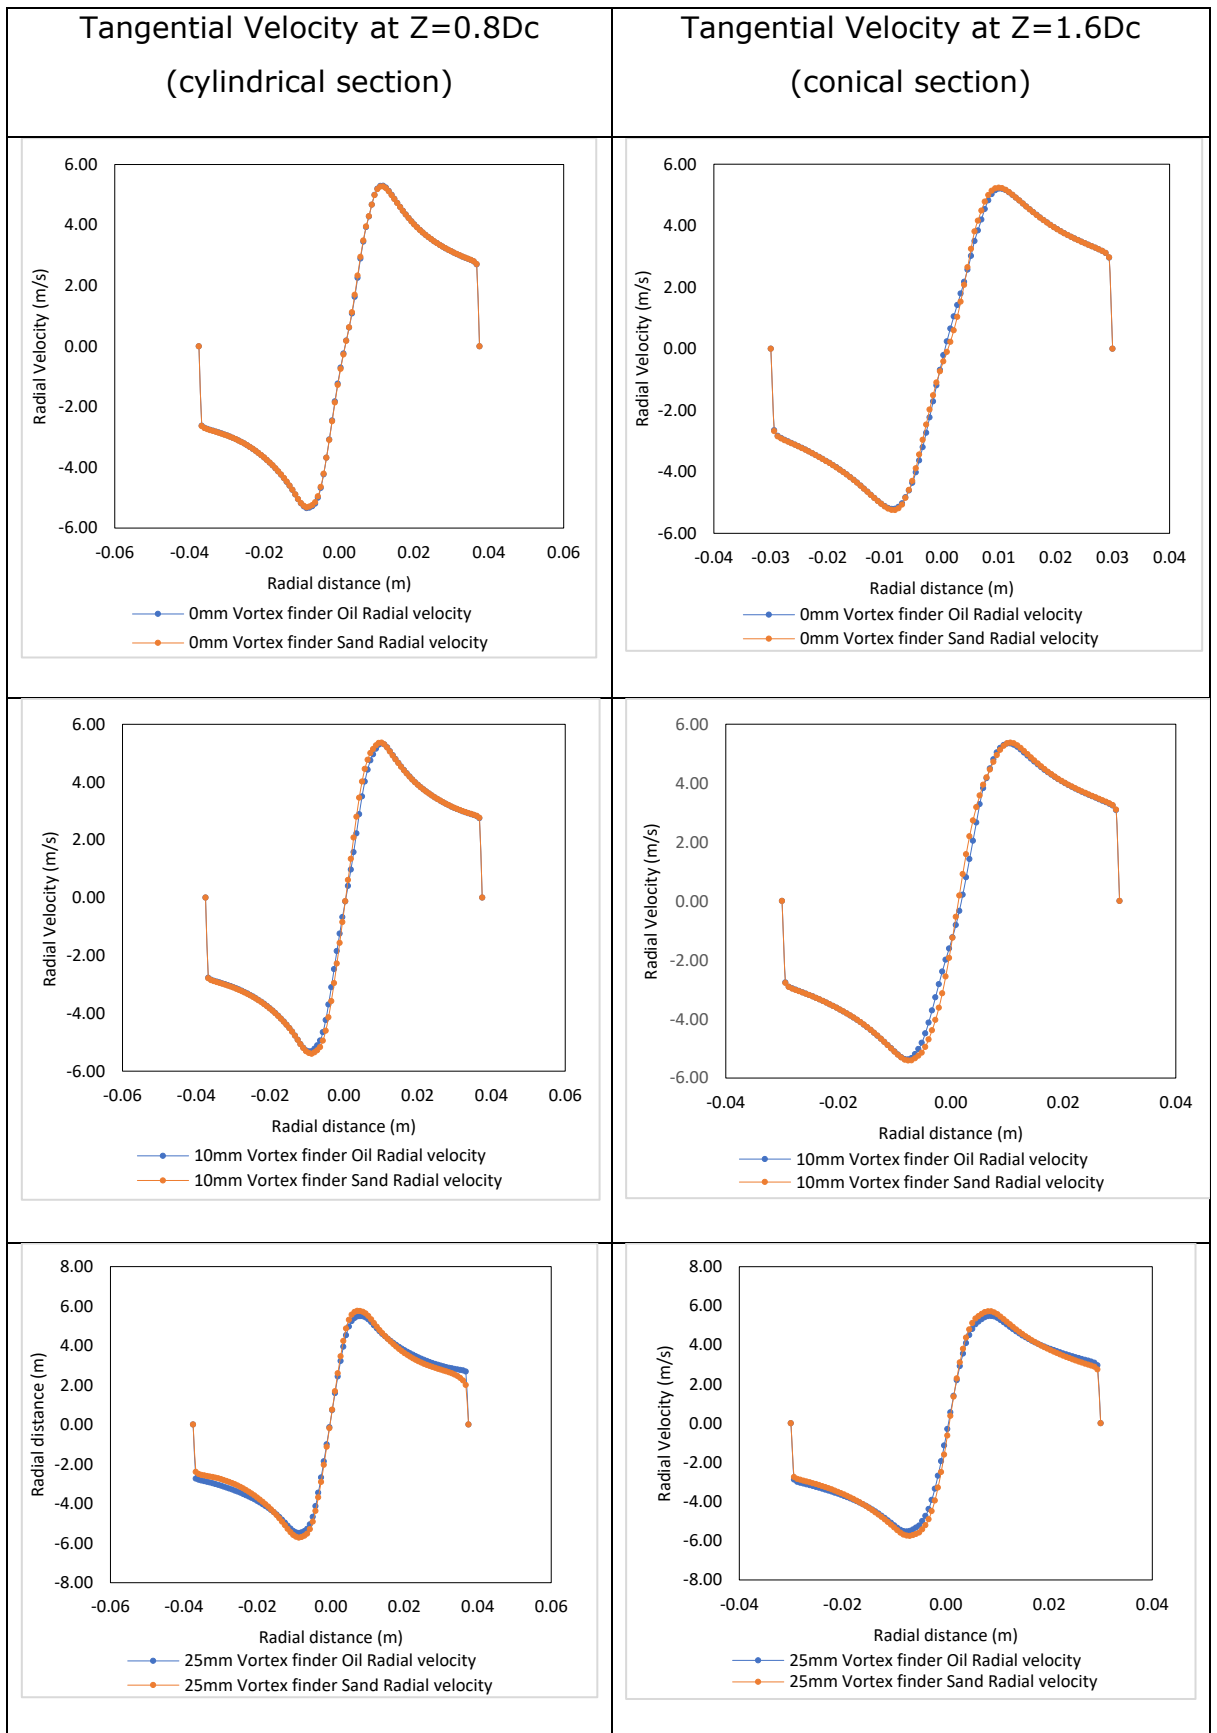 Tangential Velocity at Z=0.8Dc
(cylindrical section)
Tangential Velocity at Z=1.6Dc
(conical section)
6.00
4.00
2.00
0.00
-2.00
-4.00
-6.00
Radial Velocity (m/s)
-0.06 -0.04 -0.02 0.00 0.02 0.04 0.06
Radial distance (m)
0mm Vortex finder Oil Radial velocity
0mm Vortex finder Sand Radial velocity
6.00
4.00
2.00
0.00
-2.00
-4.00
-6.00
Radial Velocity (m/s)
-0.04 -0.03 -0.02 -0.01 0.00 0.01 0.02 0.03 0.04
Radial distance (m)
0mm Vortex finder Oil Radial velocity
0mm Vortex finder Sand Radial velocity
6.00
4.00
2.00
0.00
-2.00
-4.00
-6.00
Radial Velocity (m/s)
-0.06 -0.04 -0.02 0.00 0.02 0.04 0.06
Radial distance (m)
10mm Vortex finder Oil Radial velocity
10mm Vortex finder Sand Radial velocity
6.00
4.00
2.00
0.00
-2.00
-4.00
-6.00
Radial Velocity (m/s)
-0.04 -0.02 0.00 0.02 0.04
Radial distance (m)
10mm Vortex finder Oil Radial velocity
10mm Vortex finder Sand Radial velocity
8.00
6.00
4.00
2.00
0.00
-2.00
-4.00
-6.00
-8.00
Radial distance (m)
-0.06 -0.04 -0.02 0.00 0.02 0.04 0.06
Radial distance (m)
25mm Vortex finder Oil Radial velocity
25mm Vortex finder Sand Radial velocity
8.00
6.00
4.00
2.00
0.00
-2.00
-4.00
-6.00
-8.00
Radial Velocity (m/s)
-0.04 -0.02 0.00 0.02 0.04
Radial distance (m)
25mm Vortex finder Oil Radial velocity
25mm Vortex finder Sand Radial velocity